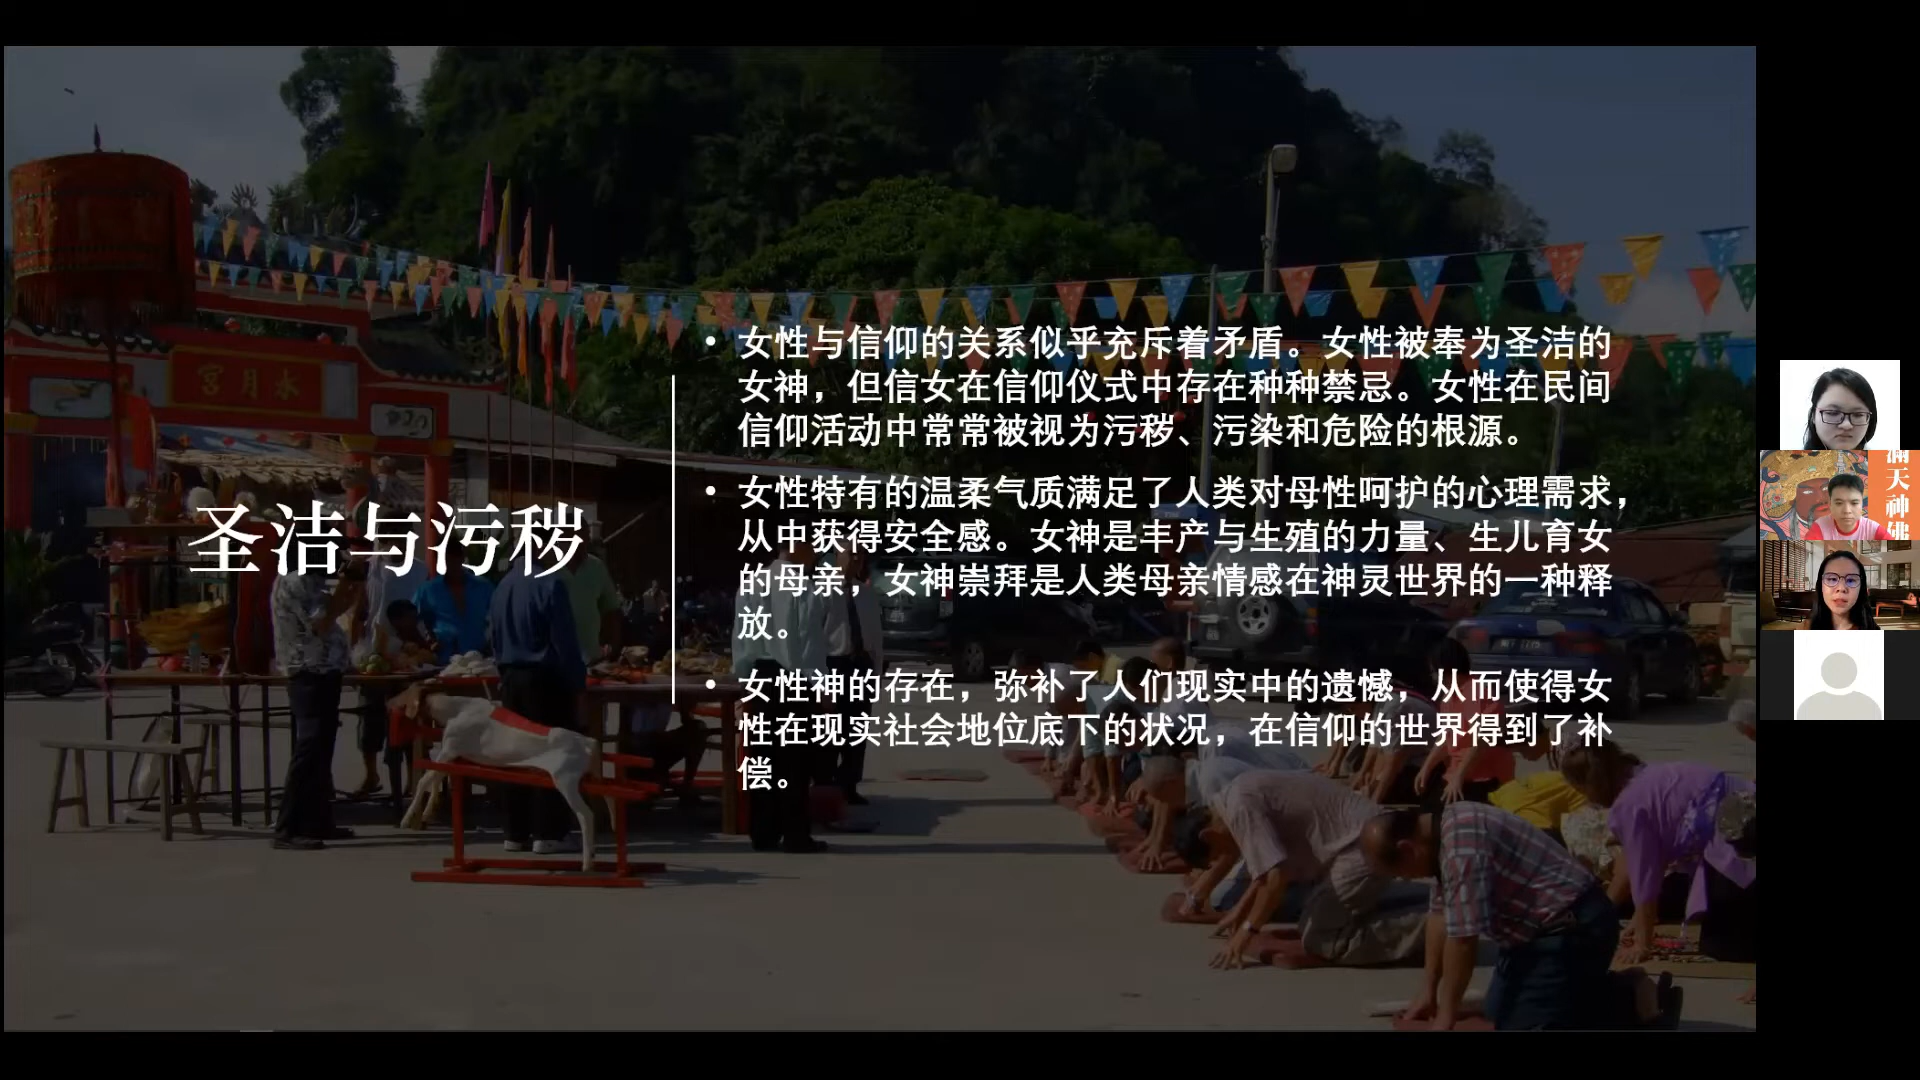 圣洁与污秽
• 女性与信仰的关系似乎充斥着矛盾。女性被奉为圣洁的
女神，但信女在信仰仪式中存在种种禁忌。女性在民间
信仰活动中常常被视为污秽、污染和危险的根源。
• 女性特有的温柔气质满足了人类对母性呵护的心理需求，
从中获得安全感。女神是丰产与生殖的力量、生儿育女
的母亲，女神崇拜是人类母亲情感在神灵世界的一种释
放。
• 女性神的存在，弥补了人们现实中的遗憾，从而使得女
性在现实社会地位底下的状况，在信仰的世界得到了补
偿。
宮月水
满天神佛